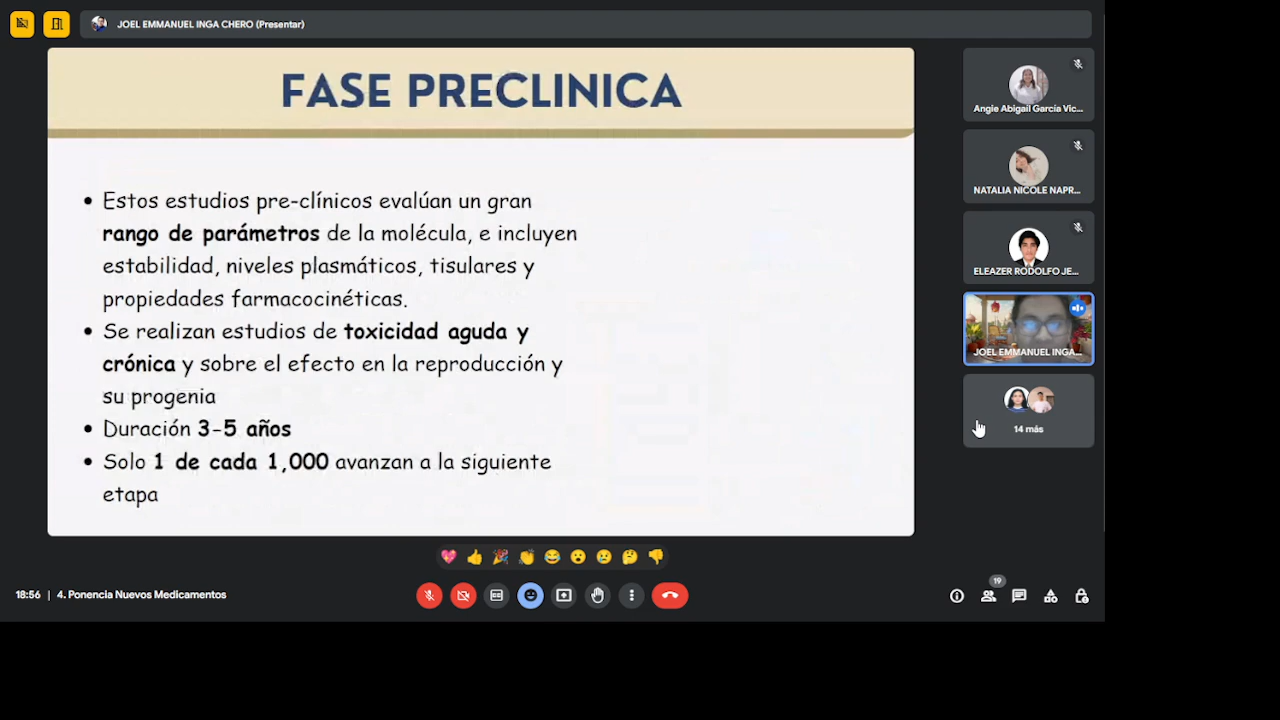 JOEL EMMANUEL INGA CHERO (Presentar)
FASE PRECLINICA
• Estos estudios pre-clínicos evalúan un gran
rango de parámetros de la molécula, e incluyen
estabilidad, niveles plasmáticos, tisulares y
propiedades farmacocinéticas.
• Se realizan estudios de toxicidad aguda y
crónica y sobre el efecto en la reproducción y
su progenia
• Duración 3-5 años
• Solo 1 de cada 1,000 avanzan a la siguiente
etapa
Angie Abigail García Vic...
NATALIA NICOLE NAPR...
ELEAZER RODOLFO JE...
JOEL EMMANUEL INGA...
14 más
18:56 | 4. Ponencia Nuevos Medicamentos
19